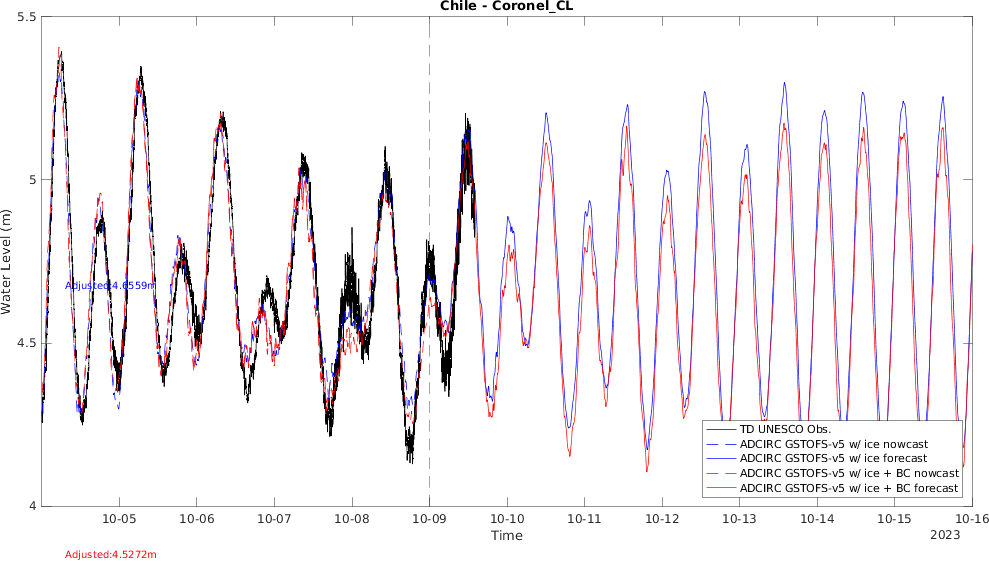 Chile - Coronel_CL
5.5
5
4.5
4
Water Level (m)
Adjusted:4.6559m
TD UNESCO Obs.
ADCIRC GSTOFS-v5 w/ ice nowcast
ADCIRC GSTOFS-v5 w/ ice forecast
ADCIRC GSTOFS-v5 w/ ice + BC nowcast
ADCIRC GSTOFS-v5 w/ ice + BC forecast
10-05 10-06 10-07 10-08 10-09 10-10 10-11 10-12 10-13 10-14 10-15 10-16
Time
2023
Adjusted:4.5272m